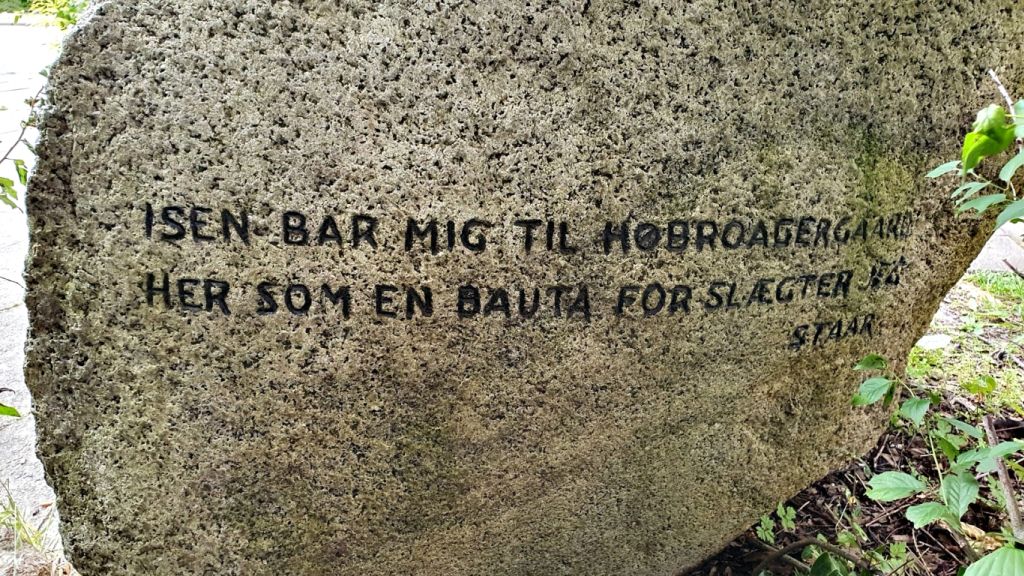 ISEN BAR MIG TIL HØBROAGERGAARD
HER SOM EN BAUTA FOR SLÆGTER
STAAR